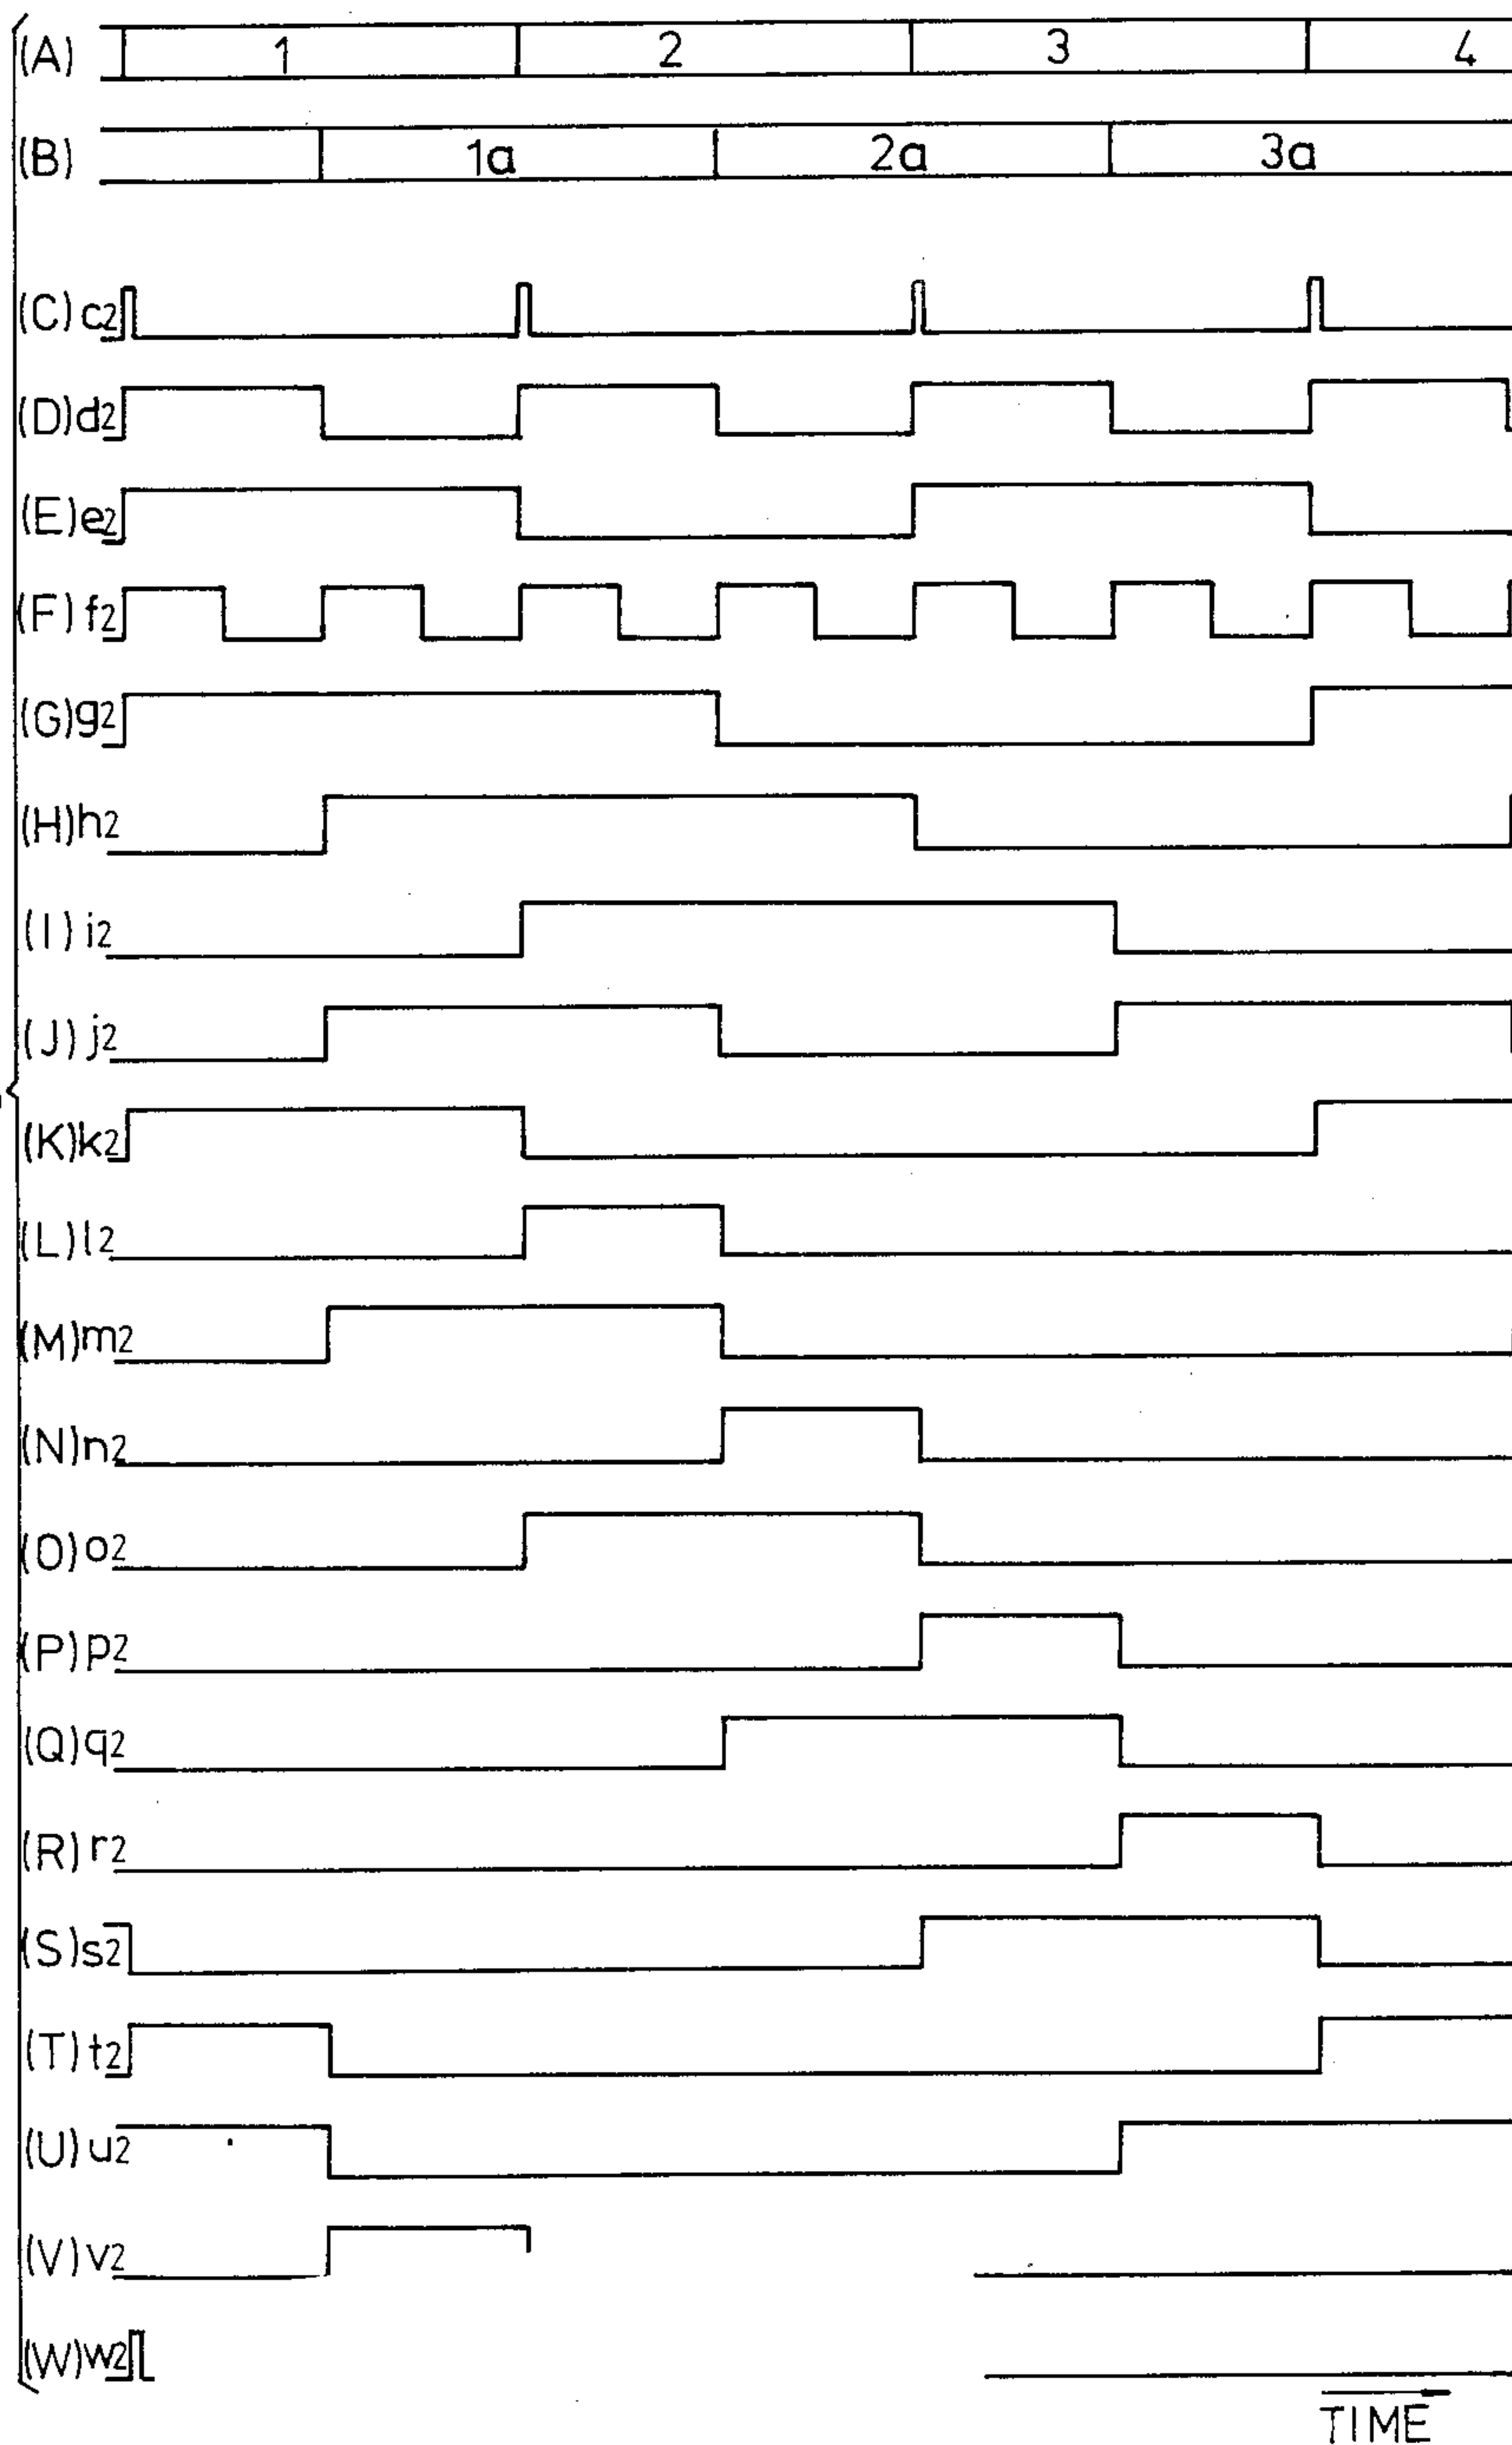 (A) 1 2 3 4
(B) 1a 2a 3a
(C) c2
(D) d2
(E) e2
(F) f2
(G) g2
(H) h2
(I) i2
(J) j2
(K) k2
(L) l2
(M) m2
(N) n2
(O) o2
(P) p2
(Q) q2
(R) r2
(S) s2
(T) t2
(U) u2
(V) v2
(W) w2
TIME